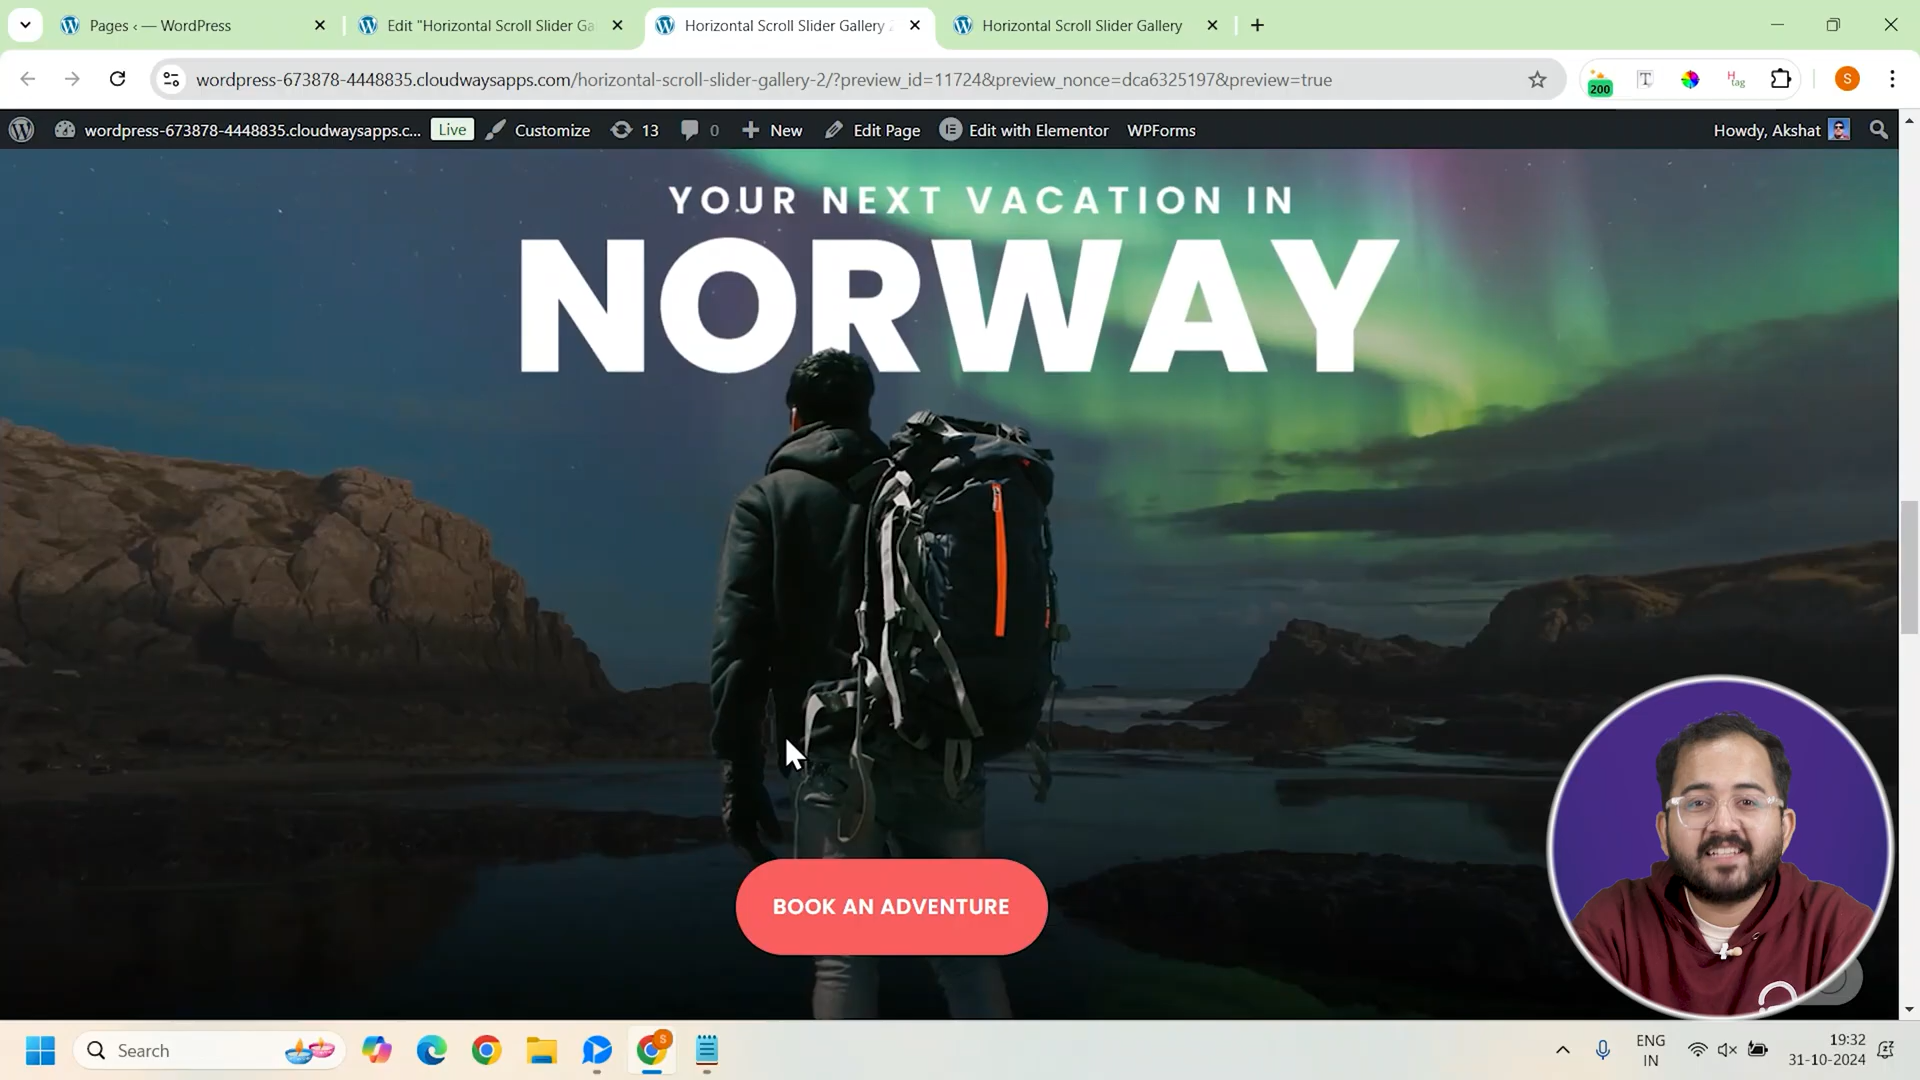 Pages ‹ — WordPress
Edit "Horizontal Scroll Slider Ga
Horizontal Scroll Slider Gallery
Horizontal Scroll Slider Gallery
wordpress-673878-4448835.cloudwaysapps.com/horizontal-scroll-slider-gallery-2/?preview_id=11724&preview_nonce=dca6325197&preview=true
200
T
H
tag
S
wordpress-673878-4448835.cloudwaysapps.c...
Live
Customize
13
0
New
Edit Page
Edit with Elementor
WPForms
Howdy, Akshat
YOUR NEXT VACATION IN
NORWAY
BOOK AN ADVENTURE
Search
S
ENG
IN
19:32
31-10-2024